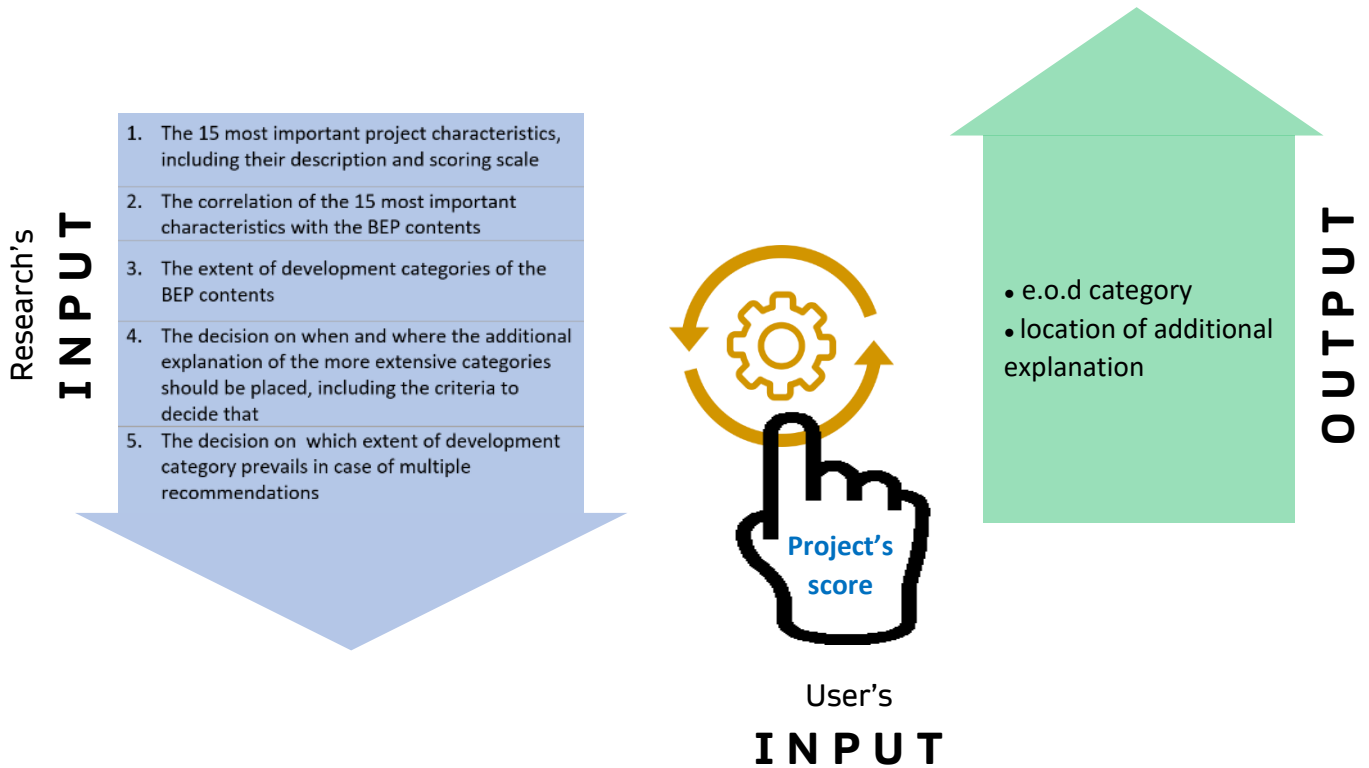 Research's
INPUT
1. The 15 most important project characteristics,
including their description and scoring scale
2. The correlation of the 15 most important
characteristics with the BEP contents
3. The extent of development categories of the
BEP contents
4. The decision on when and where the additional
explanation of the more extensive categories
should be placed, including the criteria to
decide that
5. The decision on which extent of development
category prevails in case of multiple
recommendations
Project's
score
User's
INPUT
• e.o.d category
• location of additional
explanation
OUTPUT